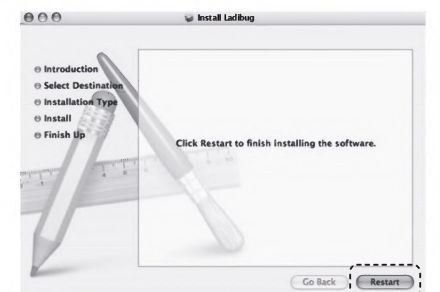 Install Ladibug
Introduction
Select Destination
Installation Type
Install
Finish Up
Click Restart to finish installing the software.
Go Back
Restart